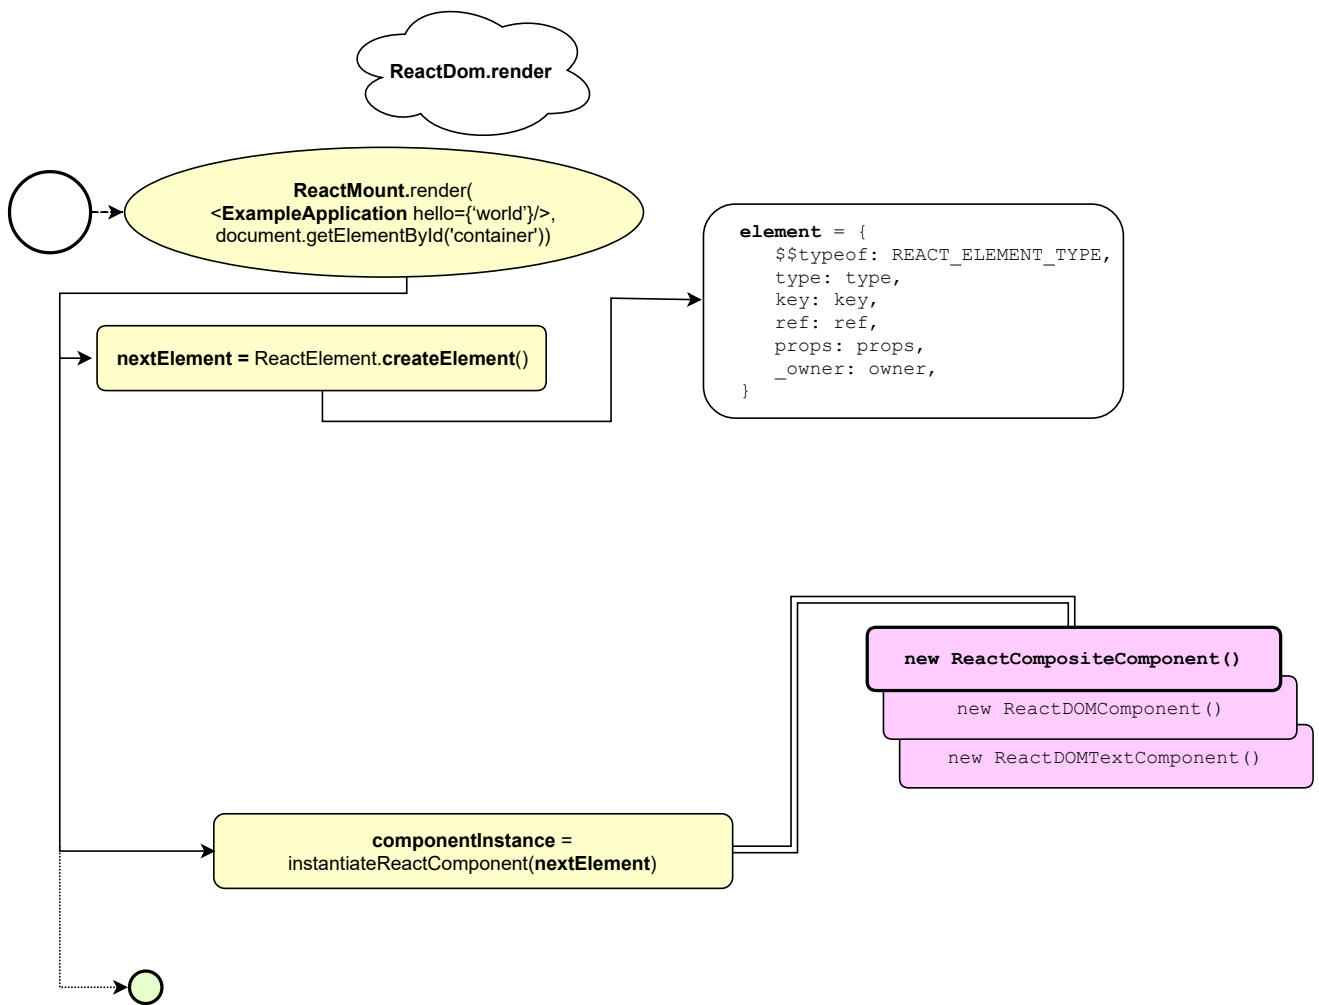 ReactDom.render
ReactMount.render(
<ExampleApplication hello={‘world’}/>,
document.getElementById('container'))
element = {
$$typeof: REACT_ELEMENT_TYPE,
type: type,
key: key,
ref: ref,
props: props,
_owner: owner,
}
nextElement = ReactElement.createElement()
new ReactCompositeComponent()
new ReactDOMComponent()
new ReactDOMTextComponent()
componentInstance =
instantiateReactComponent(nextElement)